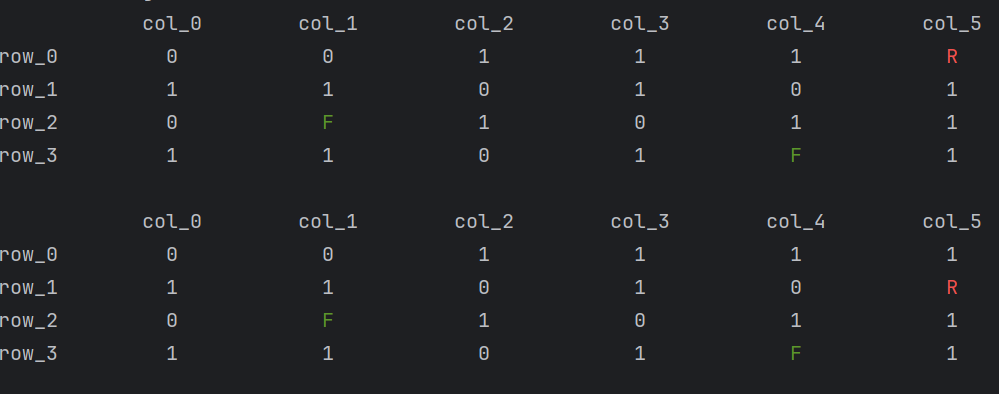 col_0 col_1 col_2 col_3 col_4 col_5
row_0 0 0 1 1 1 R
row_1 1 1 0 1 0 1
row_2 0 F 1 0 1 1
row_3 1 1 0 1 F 1
col_0 col_1 col_2 col_3 col_4 col_5
row_0 0 0 1 1 1 1
row_1 1 1 0 1 0 R
row_2 0 F 1 0 1 1
row_3 1 1 0 1 F 1